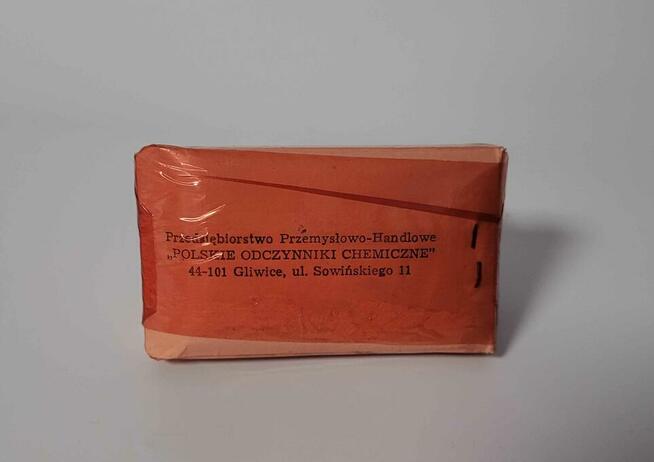 Przedsiębiorstwo Przemysłowo-Handlowe
„POLSKIE ODCZYNNIKI CHEMICZNE"
44-101 Gliwice, ul. Sowińskiego 11